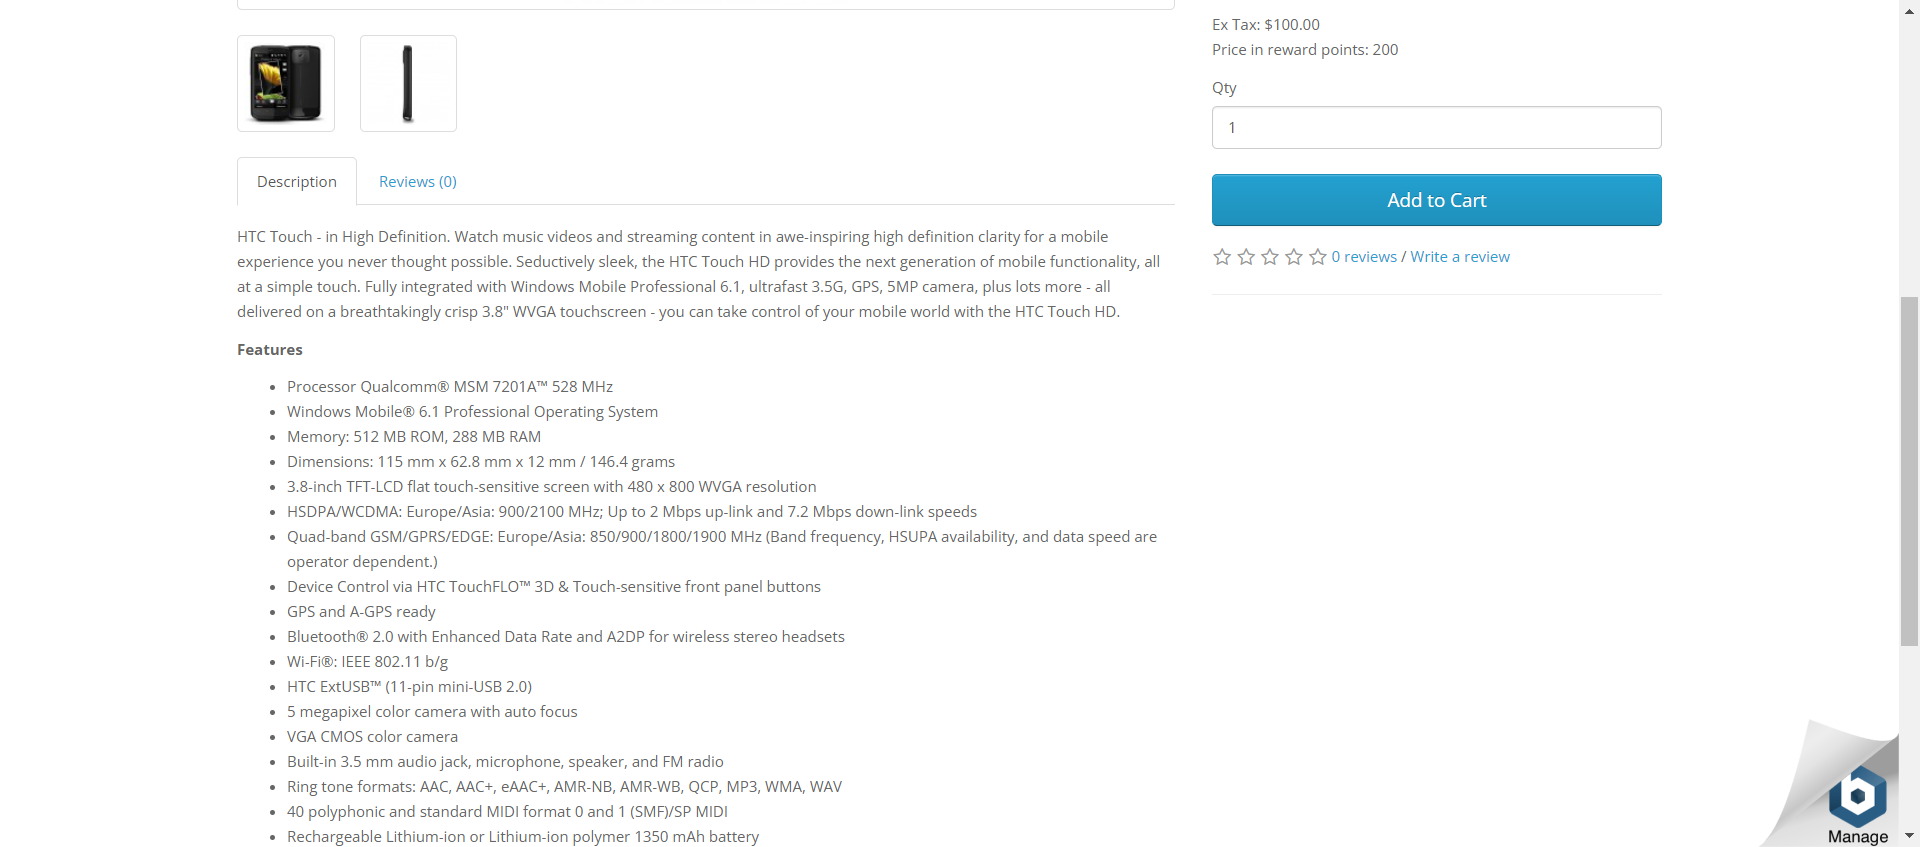 Ex Tax: $100.00
Price in reward points: 200
Qty
1
Add to Cart
0 reviews / Write a review
Description
Reviews (0)
HTC Touch - in High Definition. Watch music videos and streaming content in awe-inspiring high definition clarity for a mobile
experience you never thought possible. Seductively sleek, the HTC Touch HD provides the next generation of mobile functionality, all
at a simple touch. Fully integrated with Windows Mobile Professional 6.1, ultrafast 3.5G, GPS, 5MP camera, plus lots more - all
delivered on a breathtakingly crisp 3.8" WVGA touchscreen - you can take control of your mobile world with the HTC Touch HD.
Features
• Processor Qualcomm® MSM 7201A™ 528 MHz
• Windows Mobile® 6.1 Professional Operating System
• Memory: 512 MB ROM, 288 MB RAM
• Dimensions: 115 mm x 62.8 mm x 12 mm / 146.4 grams
• 3.8-inch TFT-LCD flat touch-sensitive screen with 480 x 800 WVGA resolution
• HSDPA/WCDMA: Europe/Asia: 900/2100 MHz; Up to 2 Mbps up-link and 7.2 Mbps down-link speeds
• Quad-band GSM/GPRS/EDGE: Europe/Asia: 850/900/1800/1900 MHz (Band frequency, HSUPA availability, and data speed are
operator dependent.)
• Device Control via HTC TouchFLO™ 3D & Touch-sensitive front panel buttons
• GPS and A-GPS ready
• Bluetooth® 2.0 with Enhanced Data Rate and A2DP for wireless stereo headsets
• Wi-Fi®: IEEE 802.11 b/g
• HTC ExtUSB™ (11-pin mini-USB 2.0)
• 5 megapixel color camera with auto focus
• VGA CMOS color camera
• Built-in 3.5 mm audio jack, microphone, speaker, and FM radio
• Ring tone formats: AAC, AAC+, eAAC+, AMR-NB, AMR-WB, QCP, MP3, WMA, WAV
• 40 polyphonic and standard MIDI format 0 and 1 (SMF)/SP MIDI
• Rechargeable Lithium-ion or Lithium-ion polymer 1350 mAh battery
b
Manage